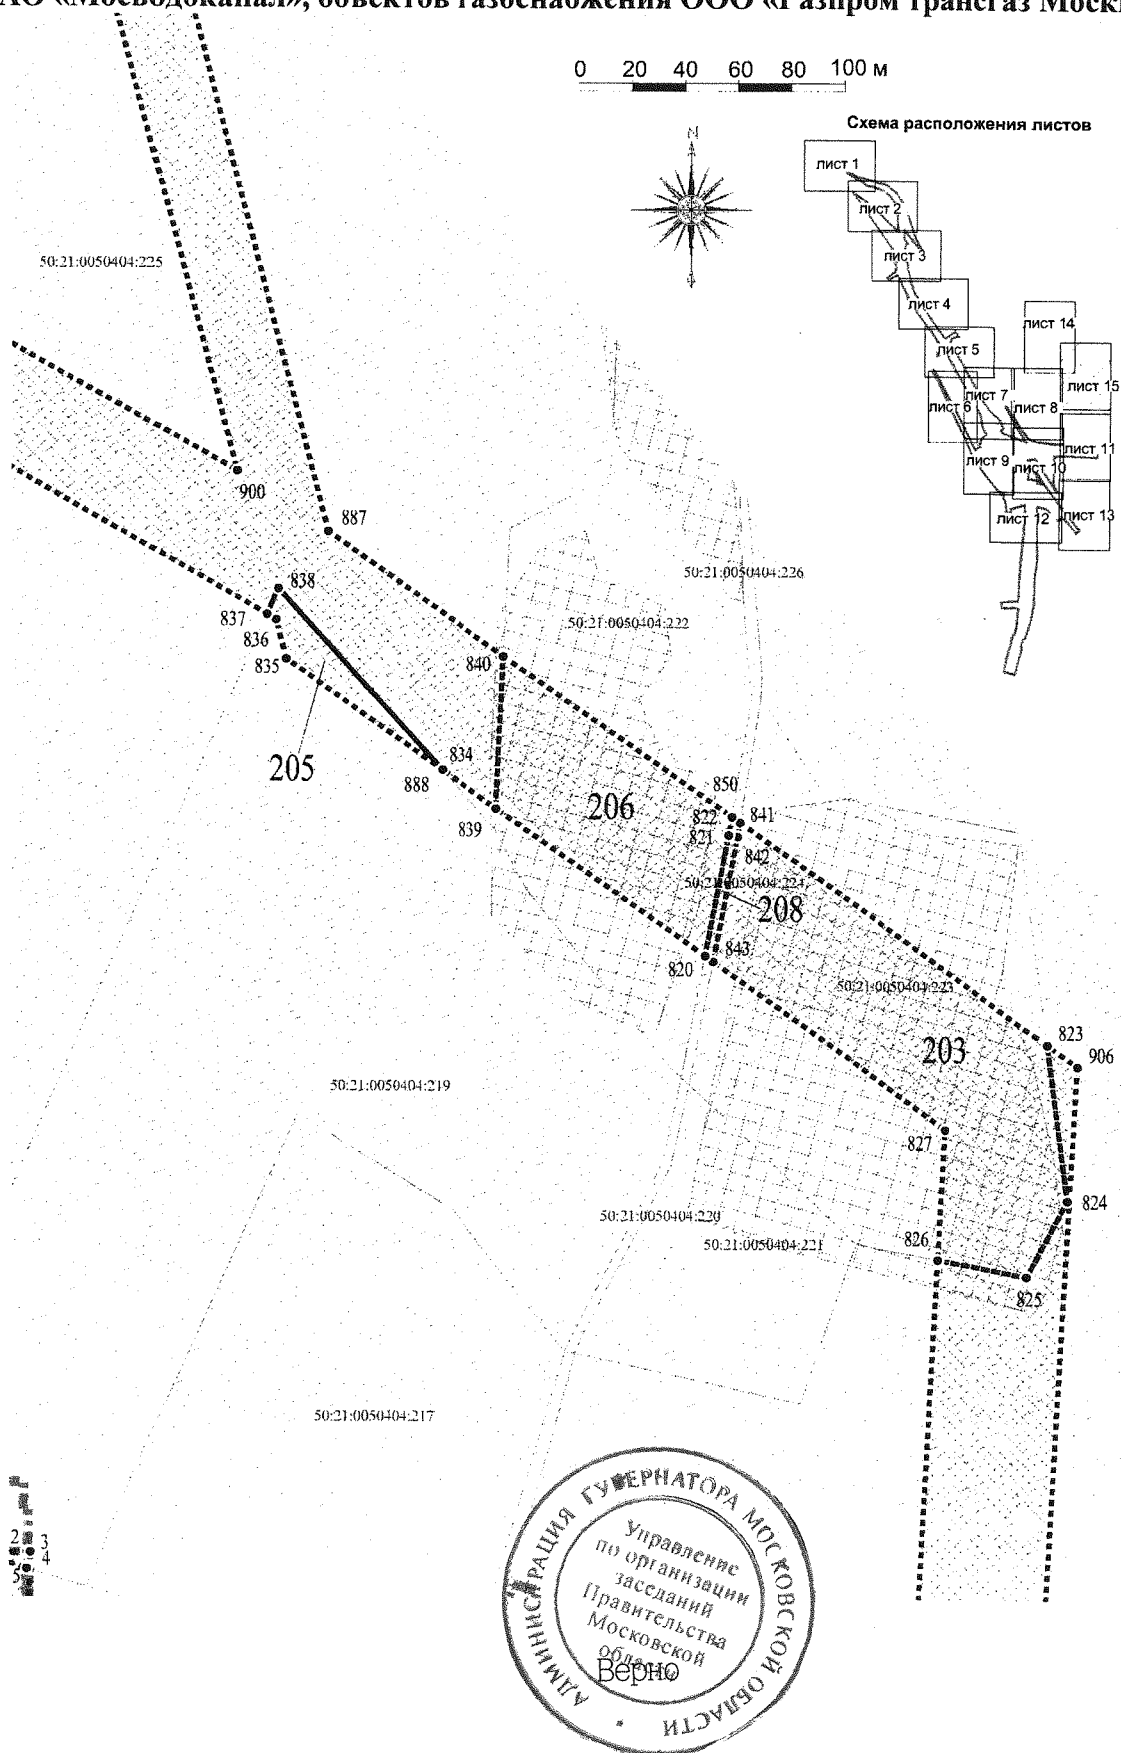 АО «Мосводоканал», объектов газоснабжения ООО «Газпром трансгаз Москв
0 20 40 60 80 100 м
Схема расположения листов
N
лист 1
лист 2
лист 3
лист 4
лист 5
лист 14
лист 15
лист 6
лист 7
лист 8
лист 9
лист 10
лист 11
лист 12
лист 13
50:21:0050404:225
900
887
838
837
836
835
50:21:0050404:226
50:21:0050404:222
840
834
888
205
839
206
850
822
841
821
842
50:21:0050404:224
208
843
820
50:21:0050404:223
823
203
906
50:21:0050404:219
827
824
50:21:0050404:220
826
50:21:0050404:221
825
50:21:0050404:217
2
3
4
5
АДМИНИСТРАЦИЯ ГУБЕРНАТОРА МОСКОВСКОЙ ОБЛАСТИ
Управление
по организации
заседаний
Правительства
Московской
области
Верно